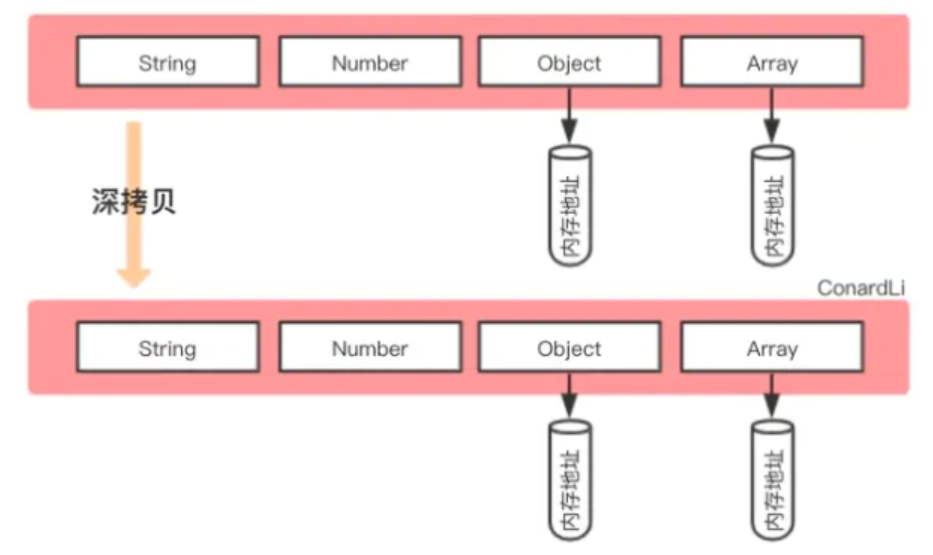 String
Number
Object
Array
内存地址
内存地址
深拷贝
ConardLi
String
Number
Object
Array
内存地址
内存地址